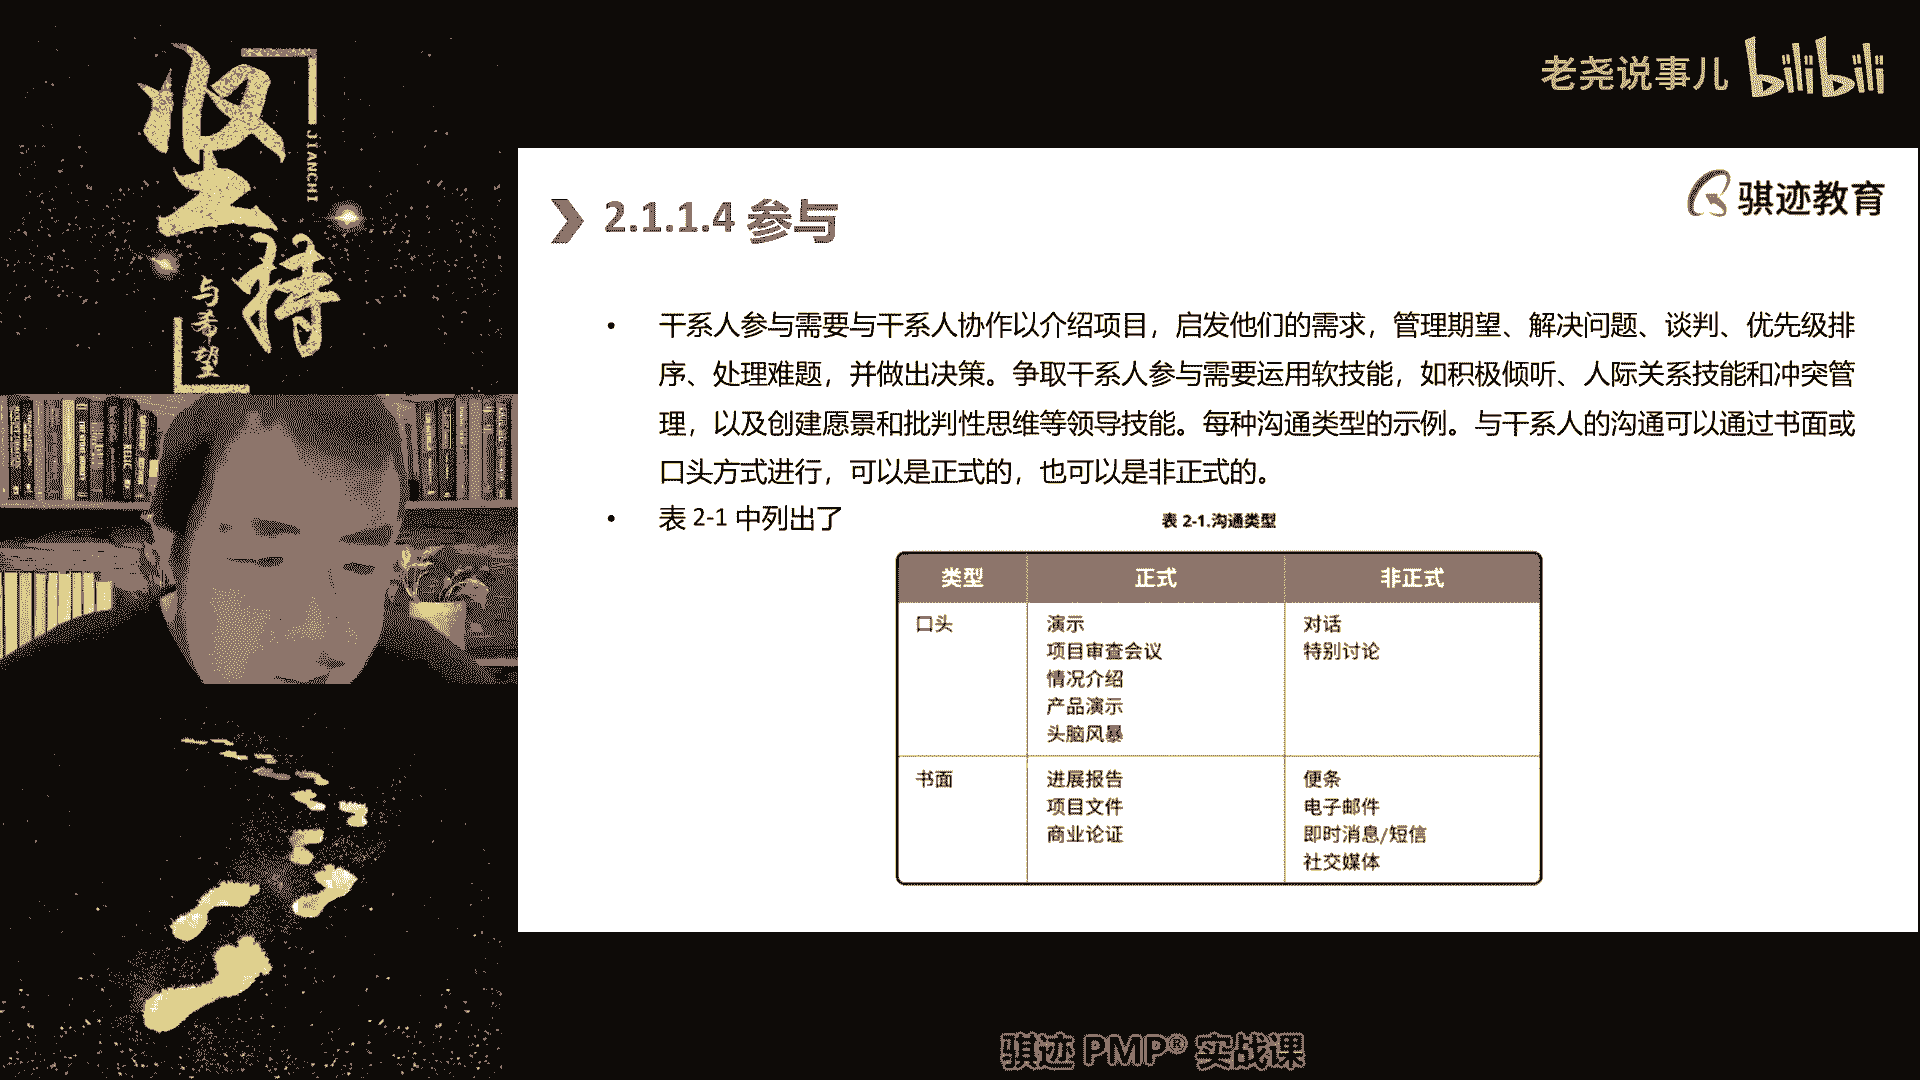 坚持
JIANCHI
与希望
老尧说事儿 bilibili
骐迹教育
2.1.1.4 参与
• 干系人参与需要与干系人协作以介绍项目，启发他们的需求，管理期望、解决问题、谈判、优先级排
序、处理难题，并做出决策。争取干系人参与需要运用软技能，如积极倾听、人际关系技能和冲突管
理，以及创建愿景和批判性思维等领导技能。每种沟通类型的示例。与干系人的沟通可以通过书面或
口头方式进行，可以是正式的，也可以是非正式的。
• 表 2-1 中列出了
表 2-1.沟通类型
类型 正式 非正式
口头 演示 对话
项目审查会议 特别讨论
情况介绍
产品演示
头脑风暴
书面 进展报告 便条
项目文件 电子邮件
商业论证 即时消息/短信
社交媒体
骐迹 PMP® 实战课